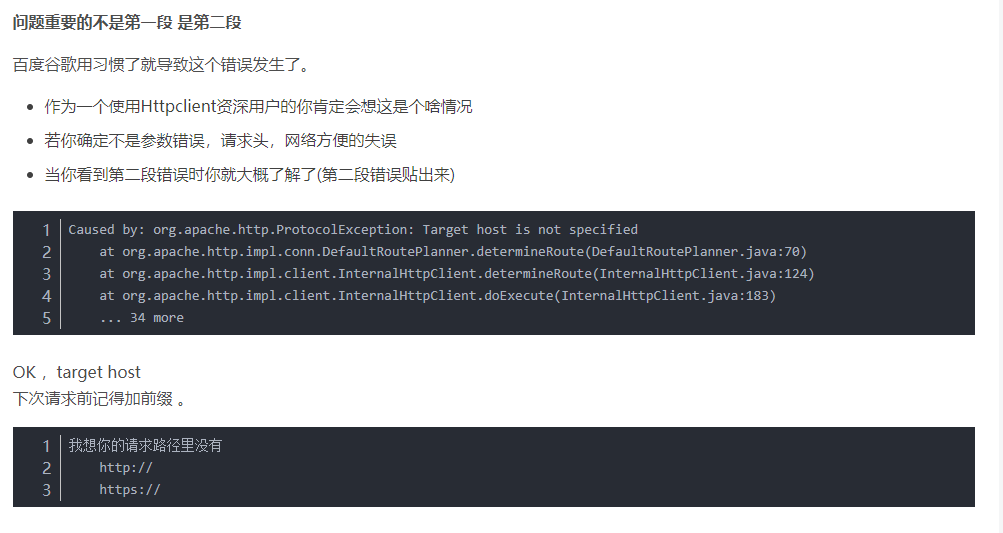 问题重要的不是第一段 是第二段
百度谷歌用习惯了就导致这个错误发生了。
• 作为一个使用Httpclient资深用户的你肯定会想这是个啥情况
• 若你确定不是参数错误，请求头，网络方便的失误
• 当你看到第二段错误时你就大概了解了(第二段错误贴出来)
1 Caused by: org.apache.http.ProtocolException: Target host is not specified
2     at org.apache.http.impl.conn.DefaultRoutePlanner.determineRoute(DefaultRoutePlanner.java:70)
3     at org.apache.http.impl.client.InternalHttpClient.determineRoute(InternalHttpClient.java:124)
4     at org.apache.http.impl.client.InternalHttpClient.doExecute(InternalHttpClient.java:183)
5     ... 34 more
OK ，target host
下次请求前记得加前缀 。
1 我想你的请求路径里没有
2     http://
3     https://